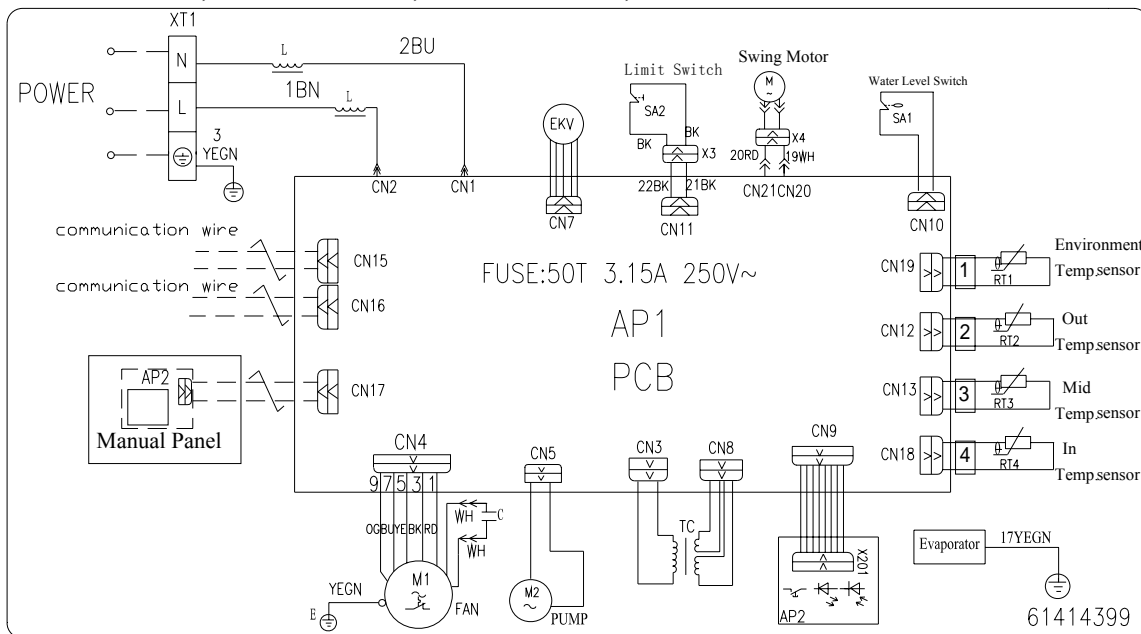 XT1
N
L
2BU
POWER
L
1BN
L
3
YEGN
CN2
CN1
EKV
CN7
Limit Switch
SA2
BK
BK
X3
22BK
21BK
CN11
Swing Motor
M
~
X4
20RD
19WH
CN21
CN20
Water Level Switch
SA1
CN10
communication wire
CN15
communication wire
CN16
AP2
Manual Panel
CN17
FUSE:50T 3.15A 250V~
AP1
PCB
CN19
1
RT1
Environment
Temp.sensor
CN12
2
RT2
Out
Temp.sensor
CN13
3
RT3
Mid
Temp.sensor
CN18
4
RT4
In
Temp.sensor
CN4
9 7 5 3 1
OG BU YE BK RD
WH
C
WH
YEGN
E
M1
~
FAN
CN5
M2
~
PUMP
CN3
CN8
TC
CN9
X201
AP2
Evaporator
17YEGN
61414399